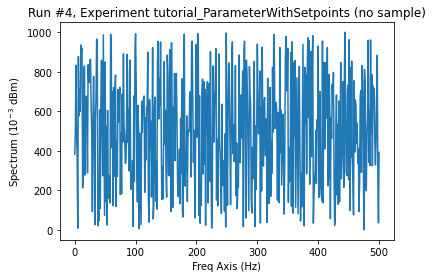 Run #4, Experiment tutorial_ParameterWithSetpoints (no sample)
Spectrum (10⁻³ dBm)
1000
800
600
400
200
0
0 100 200 300 400 500
Freq Axis (Hz)